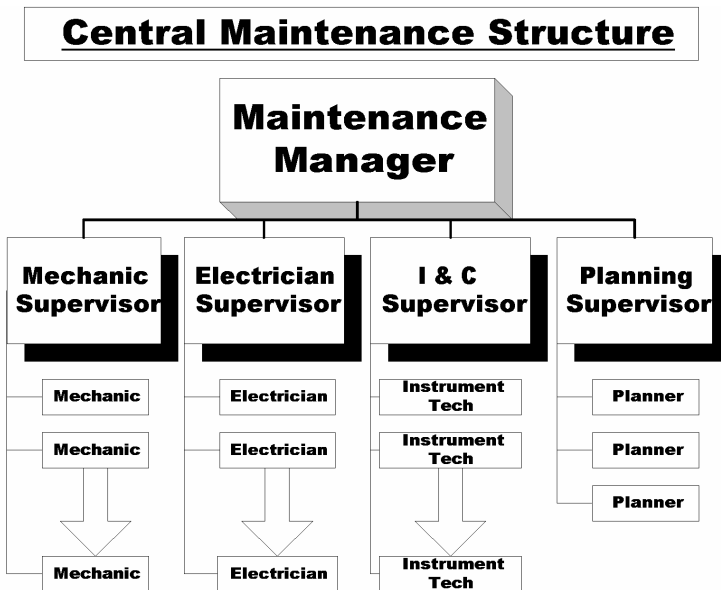 Central Maintenance Structure
Maintenance
Manager
Mechanic
Supervisor
Electrician
Supervisor
I & C
Supervisor
Planning
Supervisor
Mechanic
Electrician
Instrument
Tech
Planner
Mechanic
Electrician
Instrument
Tech
Planner
Planner
Mechanic
Electrician
Instrument
Tech